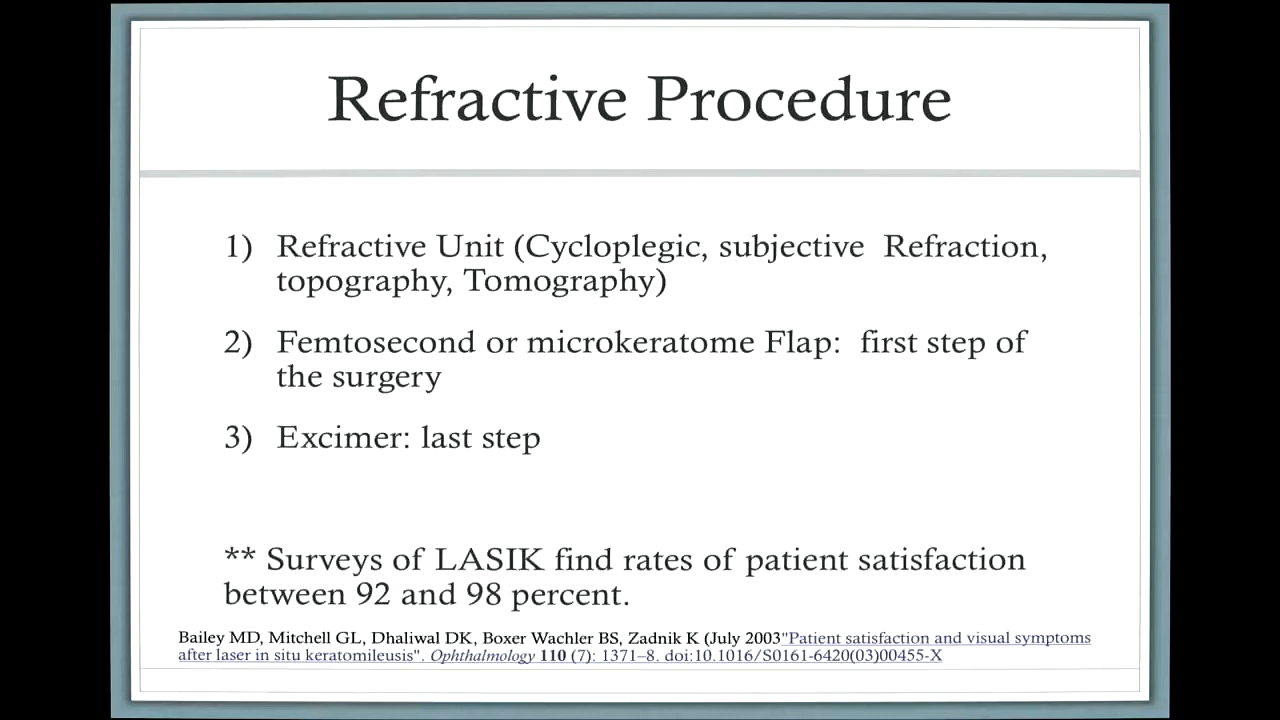 Refractive Procedure
1) Refractive Unit (Cycloplegic, subjective Refraction,
topography, Tomography)
2) Femtosecond or microkeratome Flap: first step of
the surgery
3) Excimer: last step
** Surveys of LASIK find rates of patient satisfaction
between 92 and 98 percent.
Bailey MD, Mitchell GL, Dhaliwal DK, Boxer Wachler BS, Zadnik K (July 2003"Patient satisfaction and visual symptoms
after laser in situ keratomileusis". Ophthalmology 110 (7): 1371–8. doi:10.1016/S0161-6420(03)00455-X